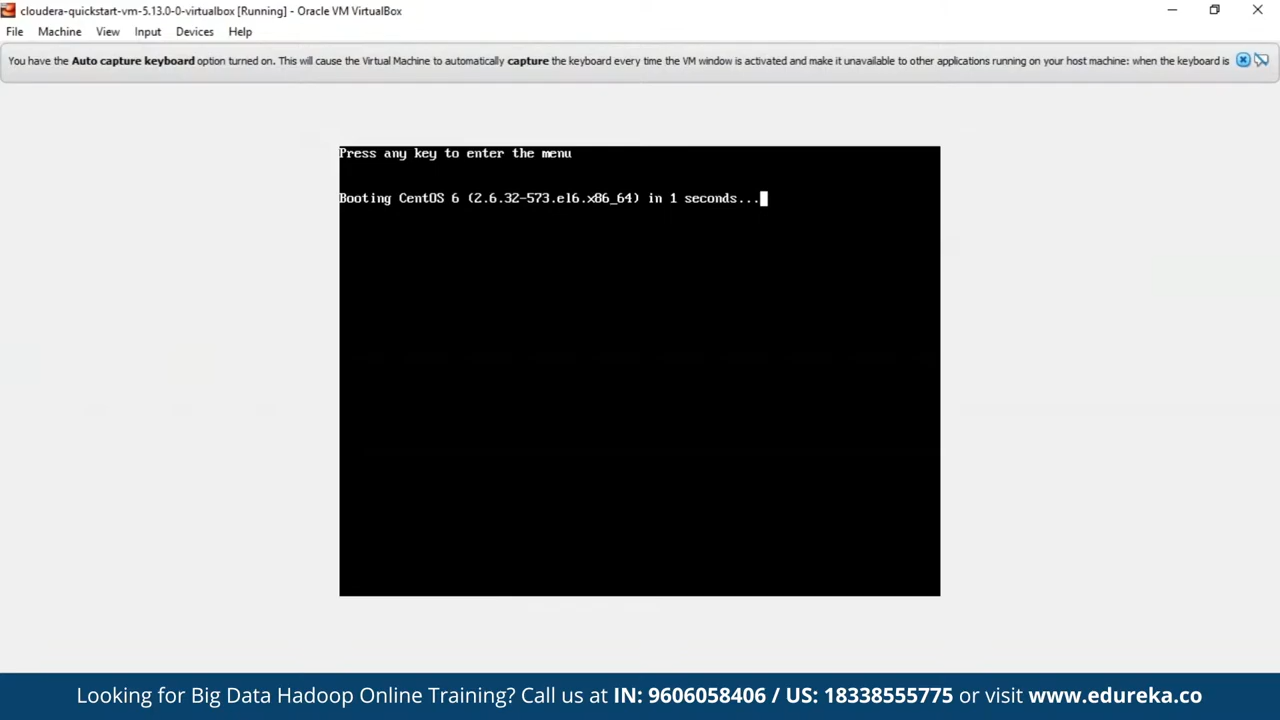 cloudera-quickstart-vm-5.13.0-0-virtualbox [Running] - Oracle VM VirtualBox
File Machine View Input Devices Help
You have the Auto capture keyboard option turned on. This will cause the Virtual Machine to automatically capture the keyboard every time the VM window is activated and make it unavailable to other applications running on your host machine: when the keyboard is
Press any key to enter the menu
Booting CentOS 6 (2.6.32-573.el6.x86_64) in 1 seconds...
Looking for Big Data Hadoop Online Training? Call us at IN: 9606058406 / US: 18338555775 or visit www.edureka.co